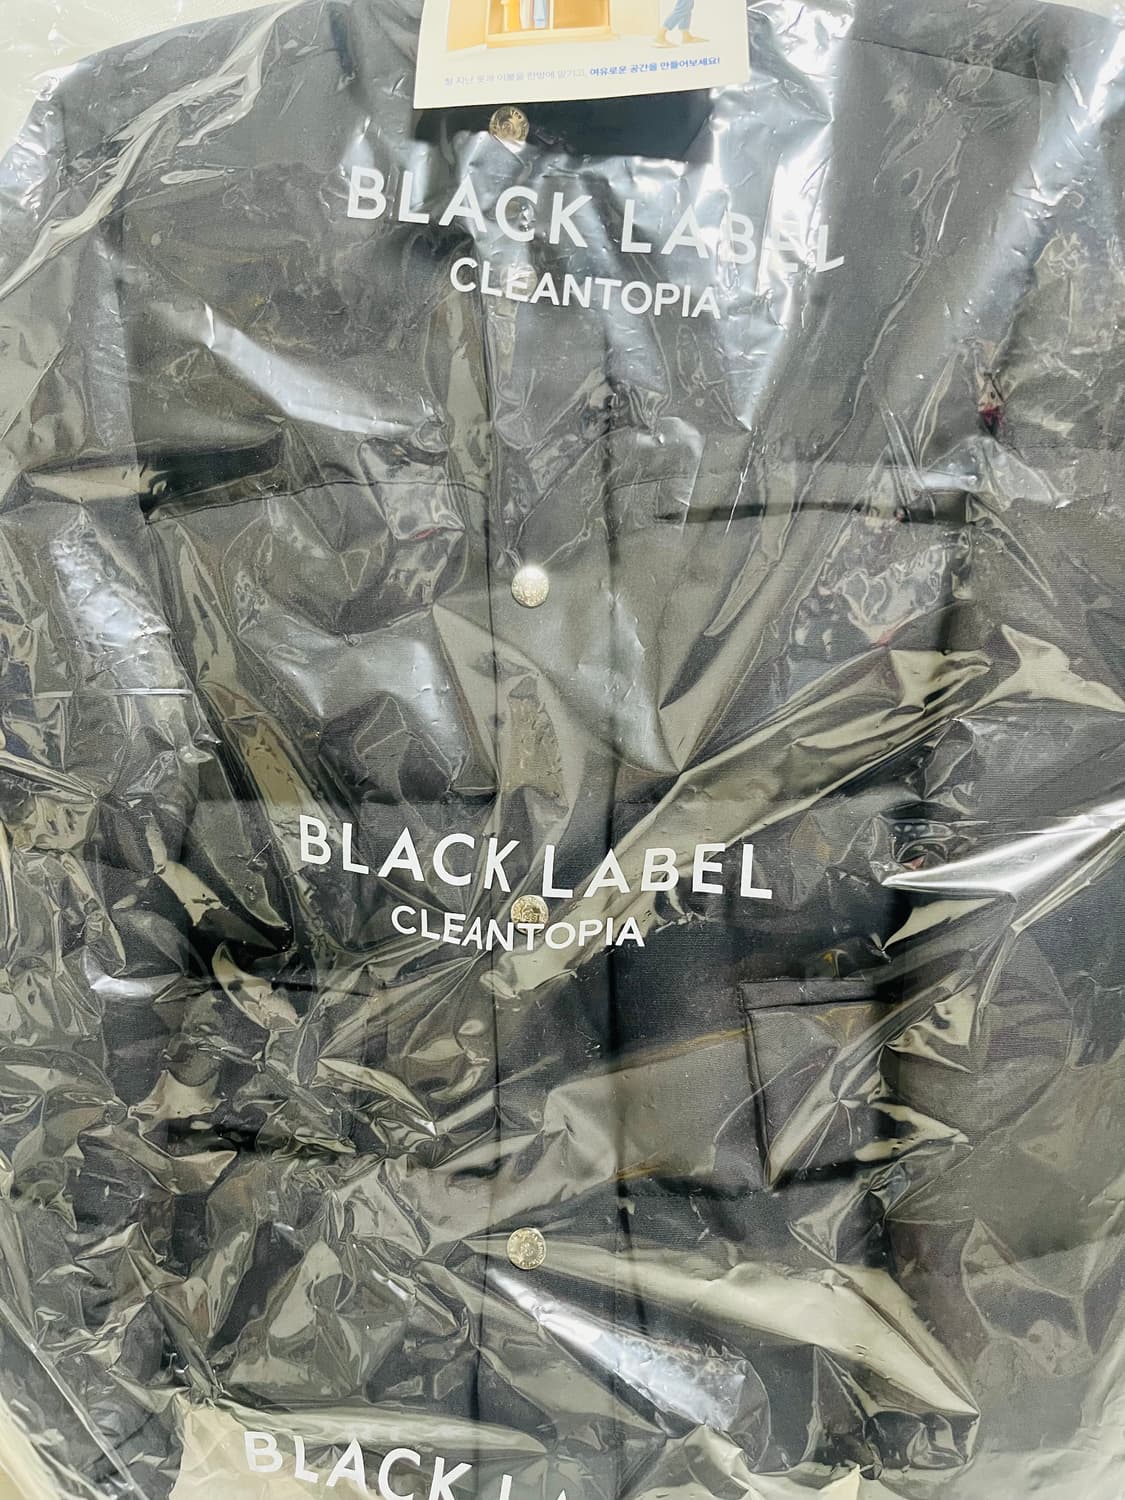 철 지난 옷과 이불을 한방에 맡기고, 여유로운 공간을 만들어보세요!
BLACK LABEL
CLEANTOPIA
BLACK LABEL
CLEANTOPIA
BLACK LA